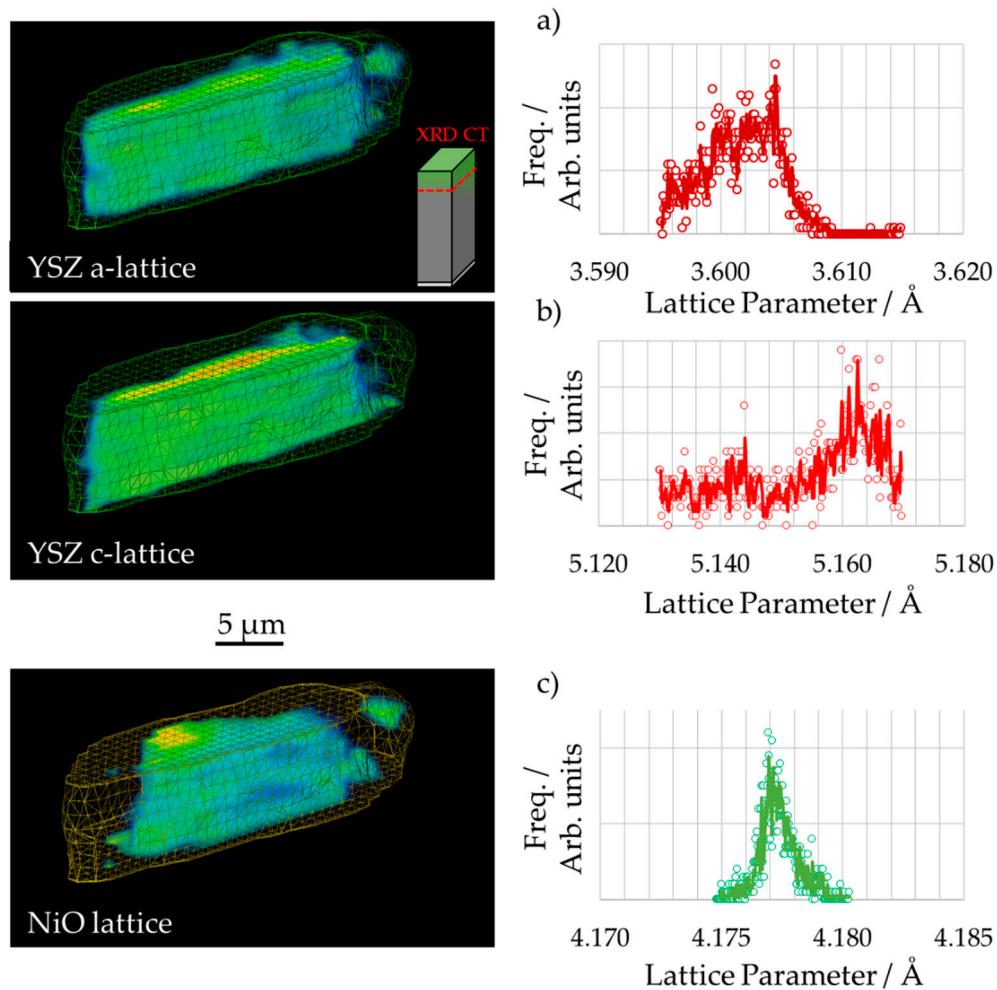 a)
XRD CT
Freq. /
Arb. units
YSZ a-lattice
3.590 3.600 3.610 3.620
Lattice Parameter / Å
b)
Freq. /
Arb. units
YSZ c-lattice
5.120 5.140 5.160 5.180
Lattice Parameter / Å
5 µm
c)
Freq. /
Arb. units
NiO lattice
4.170 4.175 4.180 4.185
Lattice Parameter / Å